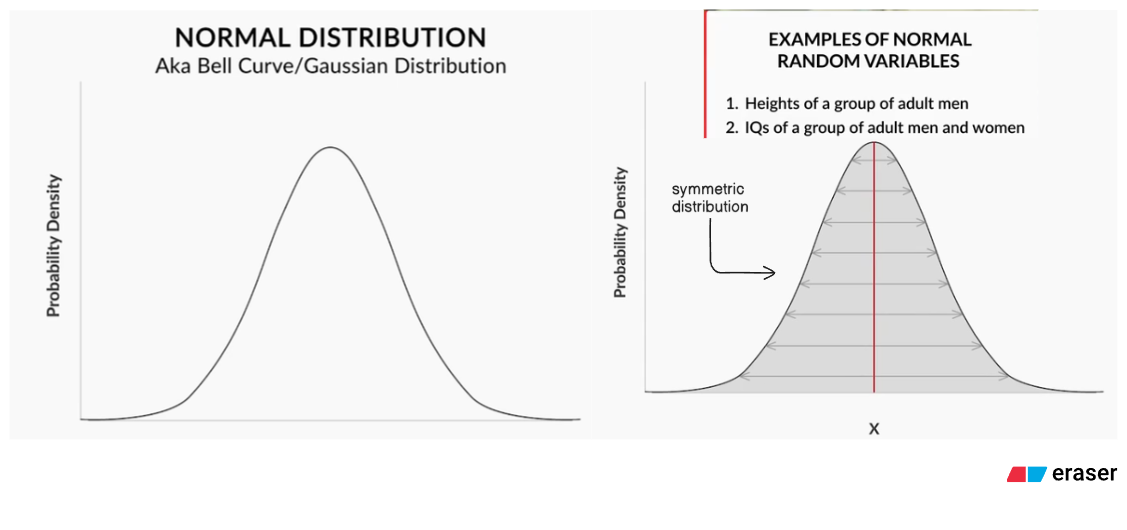 NORMAL DISTRIBUTION
Aka Bell Curve/Gaussian Distribution
Probability Density
EXAMPLES OF NORMAL
RANDOM VARIABLES
1. Heights of a group of adult men
2. IQs of a group of adult men and women
symmetric
distribution
Probability Density
X
eraser